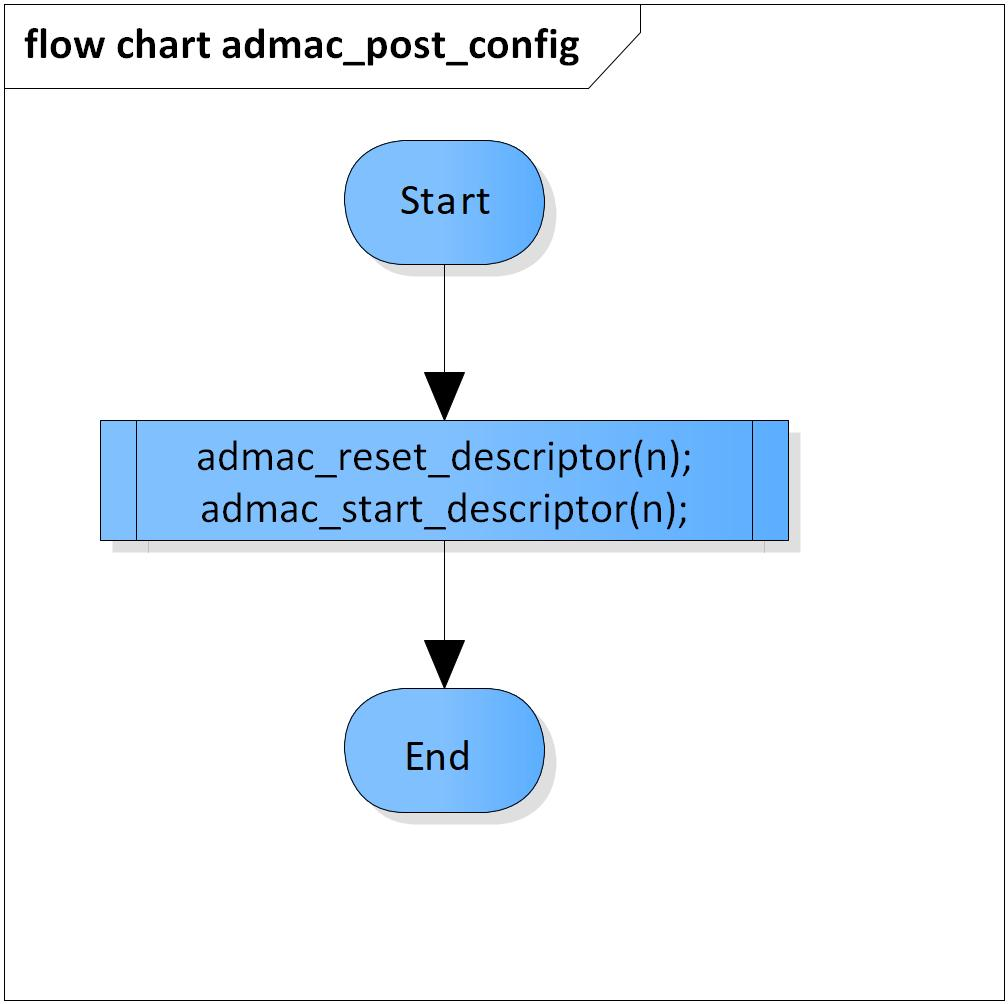 flow chart admac_post_config
Start
admac_reset_descriptor(n);
admac_start_descriptor(n);
End